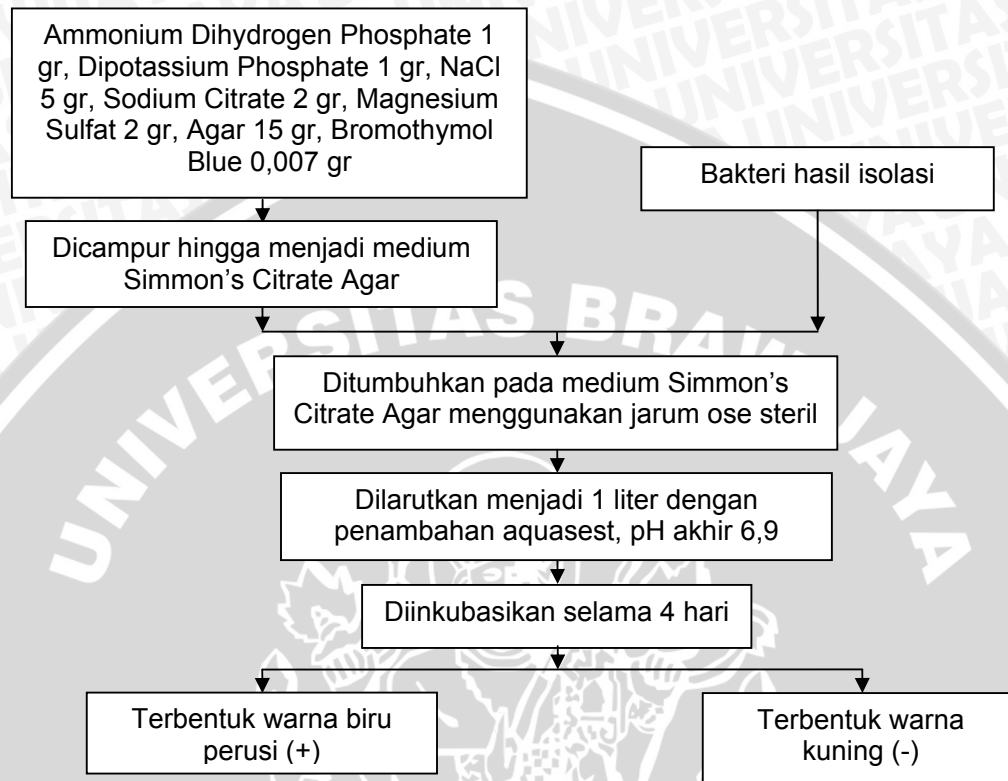 Ammonium Dihydrogen Phosphate 1
gr, Dipotassium Phosphate 1 gr, NaCl
5 gr, Sodium Citrate 2 gr, Magnesium
Sulfat 2 gr, Agar 15 gr, Bromothymol
Blue 0,007 gr
Bakteri hasil isolasi
Dicampur hingga menjadi medium
Simmon’s Citrate Agar
UNIVERSITAS BRAWIJAYA
Ditumbuhkan pada medium Simmon’s
Citrate Agar menggunakan jarum ose steril
Dilarutkan menjadi 1 liter dengan
penambahan aquasest, pH akhir 6,9
Diinkubasikan selama 4 hari
Terbentuk warna biru
perusi (+)
Terbentuk warna
kuning (-)